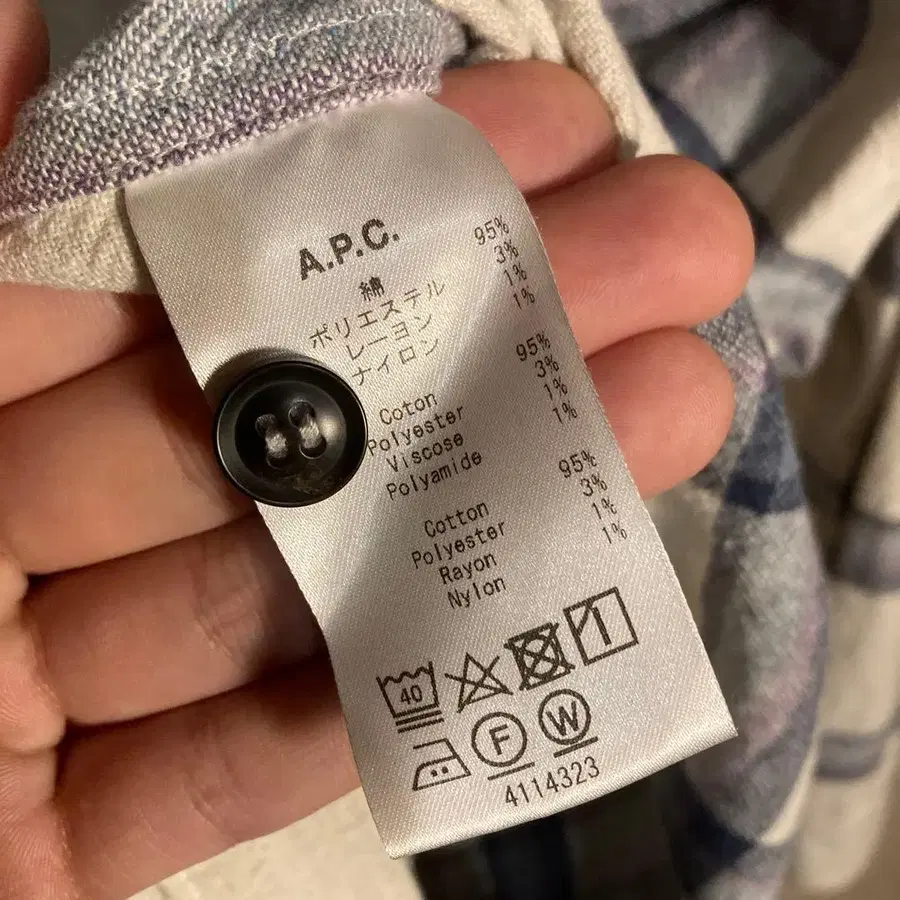 A.P.C.
綿 95%
ポリエステル 3%
レーヨン 1%
ナイロン 1%
Coton 95%
Polyester 3%
Viscose 1%
Polyamide 1%
Cotton 95%
Polyester 3%
Rayon 1%
Nylon 1%
40
F W
4114323